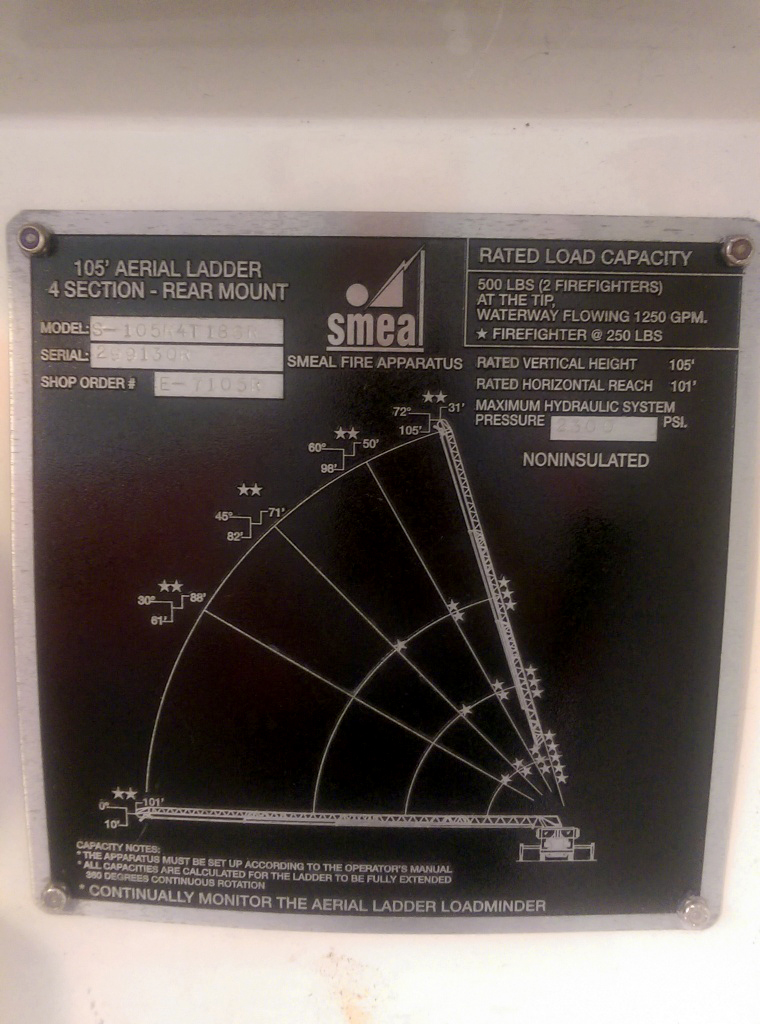 105' AERIAL LADDER
4 SECTION - REAR MOUNT
MODEL:
SERIAL:
SHOP ORDER # E-7105R
smeal
SMEAL FIRE APPARATUS
RATED LOAD CAPACITY
500 LBS (2 FIREFIGHTERS)
AT THE TIP,
WATERWAY FLOWING 1250 GPM.
★ FIREFIGHTER @ 250 LBS
RATED VERTICAL HEIGHT 105'
RATED HORIZONTAL REACH 101'
MAXIMUM HYDRAULIC SYSTEM
PRESSURE 2300 PSI.
NONINSULATED
★★
72° 31'
105'
★★
60° 50'
98'
★★
45° 71'
82'
★★
30° 88'
61'
★★
0° 101'
10'
CAPACITY NOTES:
* THE APPARATUS MUST BE SET UP ACCORDING TO THE OPERATOR'S MANUAL
* ALL CAPACITIES ARE CALCULATED FOR THE LADDER TO BE FULLY EXTENDED
360 DEGREES CONTINUOUS ROTATION
* CONTINUALLY MONITOR THE AERIAL LADDER LOADMINDER